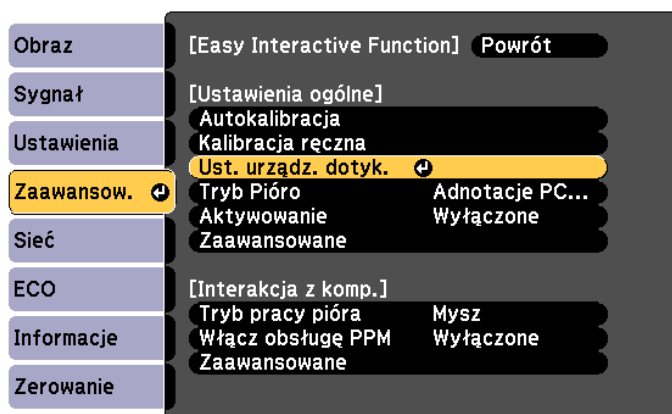 Obraz
Sygnał
Ustawienia
Zaawansow.
Sieć
ECO
Informacje
Zerowanie
[Easy Interactive Function] Powrót
[Ustawienia ogólne]
Autokalibracja
Kalibracja ręczna
Ust. urządz. dotyk.
Tryb Pióro Adnotacje PC...
Aktywowanie Wyłączone
Zaawansowane
[Interakcja z komp.]
Tryb pracy pióra Mysz
Włącz obsługę PPM Wyłączone
Zaawansowane